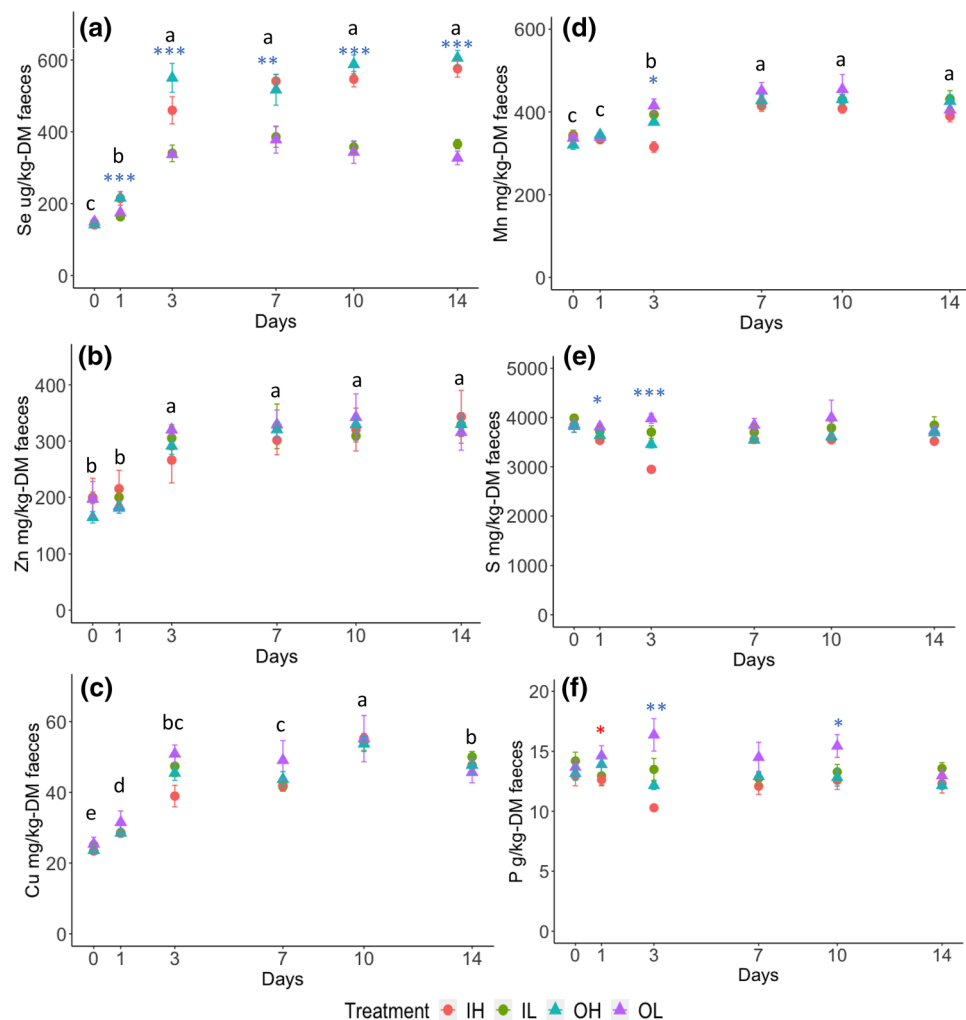 (a)
a
a
a
a
***
**
***
***
b
***
c
Se ug/kg-DM faeces
600
400
200
0
0 1 3 7 10 14
Days
(d)
b
*
a
a
a
c c
Mn mg/kg-DM faeces
600
400
200
0
0 1 3 7 10 14
Days
(b)
a a a a
b b
Zn mg/kg-DM faeces
400
300
200
100
0
0 1 3 7 10 14
Days
(e)
* ***
S mg/kg-DM faeces
5000
4000
3000
2000
1000
0
0 1 3 7 10 14
Days
(c)
e d bc c a b
Cu mg/kg-DM faeces
60
40
20
0
0 1 3 7 10 14
Days
(f)
* ** *
P g/kg-DM faeces
20
15
10
5
0
0 1 3 7 10 14
Days
Treatment IH IL OH OL